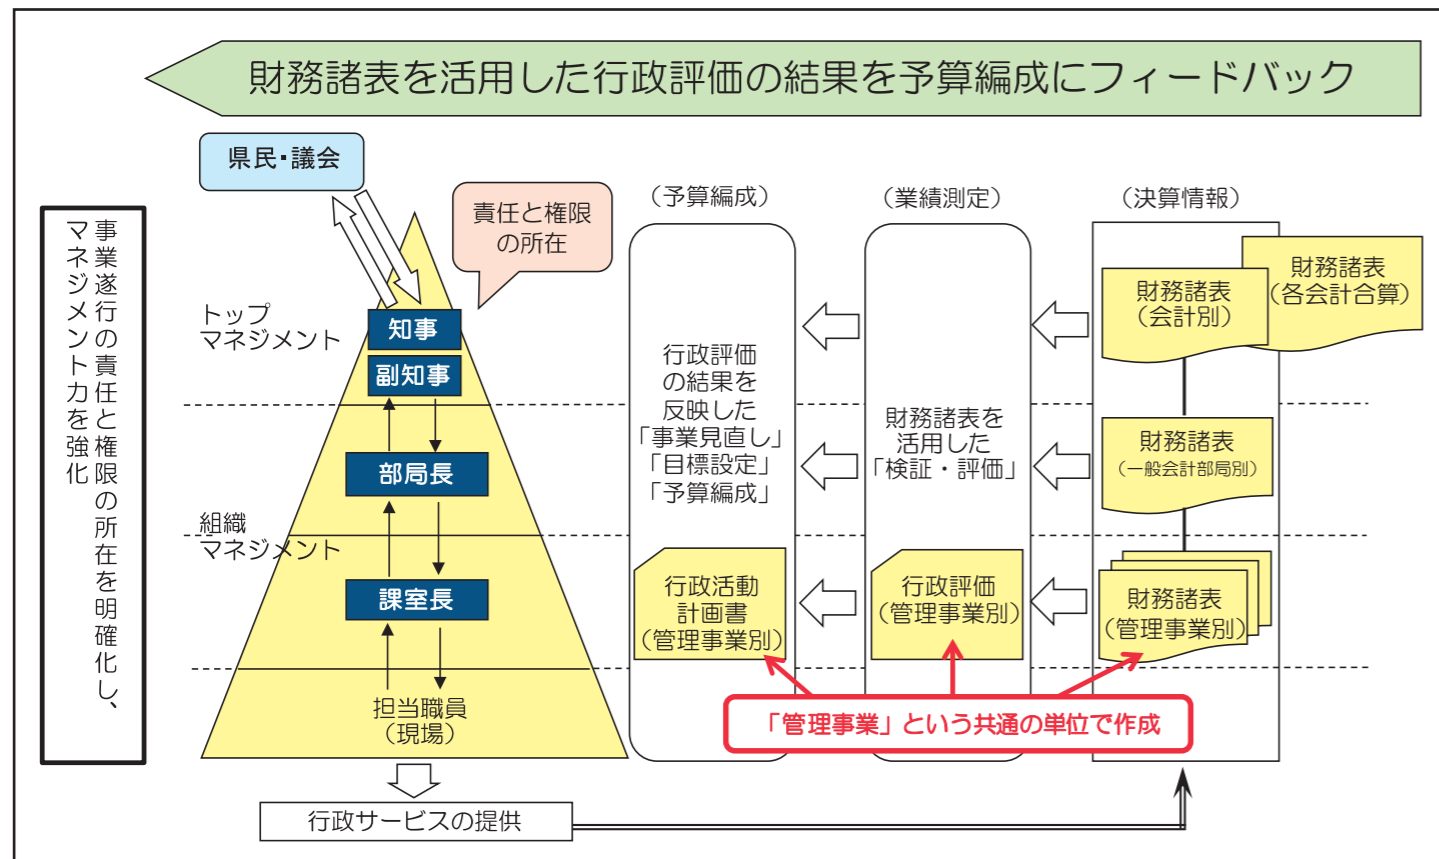 財務諸表を活用した行政評価の結果を予算編成にフィードバック
県民・議会
責任と権限
の所在
事業遂行の責任と権限の所在を明確化し、
マネジメント力を強化
トップ
マネジメント
組織
マネジメント
知事
副知事
部局長
課室長
担当職員
（現場）
行政サービスの提供
（予算編成）
行政評価
の結果を
反映した
「事業見直し」
「目標設定」
「予算編成」
行政活動
計画書
（管理事業別）
（業績測定）
財務諸表を
活用した
「検証・評価」
行政評価
（管理事業別）
（決算情報）
財務諸表
（会計別）
財務諸表
（各会計合算）
財務諸表
（一般会計部局別）
財務諸表
（管理事業別）
「管理事業」という共通の単位で作成